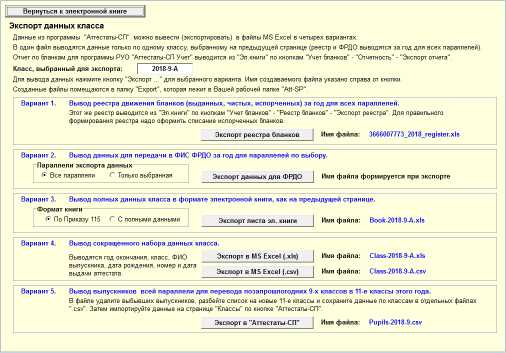 Вернуться к электронной книге
Экспорт данных класса
Данные из программы "Аттестаты-СП" можно вывести (экспортировать) в файлы MS Excel в четырех вариантах.
В один файл выводятся данные только по одному классу, выбранному на предыдущей странице (реестр и ФРДО выводятся за год для всех параллелей).
Отчет по бланкам для программы РУО "Аттестаты-СП Учет" выводится из "Эл.книги" по кнопкам "Учет бланков" - "Отчетность" - "Экспорт отчета".
Класс, выбранный для экспорта: 2018-9-А
Для вывода данных нажмите кнопку "Экспорт ..." для выбранного варианта. Имя создаваемого файла указано справа от кнопки.
Созданные файлы помещаются в папку "Export", которая лежит в Вашей рабочей папке "Att-SP"
Вариант 1. Вывод реестра движения бланков (выданных, чистых, испорченных) за год для всех параллелей.
Этот же реестр выводится из "Эл.книги" по кнопкам "Учет бланков" - "Реестр бланков" - "Экспорт реестра". Для правильного
формирования реестра надо оформить списание испорченных бланков.
Экспорт реестра бланков Имя файла: 3666007773_2018_register.xls
Вариант 2. Вывод данных для передачи в ФИС ФРДО за год для параллелей по выбору.
Параллели экспорта данных
Все параллели Только выбранная Экспорт данных для ФРДО Имя файла формируется при экспорте
Вариант 3. Вывод полных данных класса в формате электронной книги, как на предыдущей странице.
Формат книги
По Приказу 115 С полными данными Экспорт листа эл. книги Имя файла: Book-2018-9-A.xls
Вариант 4. Вывод сокращенного набора данных класса.
Выводятся год окончания, класс, ФИО
выпускника, дата рождения, номер и дата
выдачи аттестата.
Экспорт в MS Excel (.xls) Имя файла: Class-2018-9-A.xls
Экспорт в MS Excel (.csv) Имя файла: Class-2018-9-A.csv
Вариант 5. Вывод выпускников всей параллели для перевода позапрошлогодних 9-х классов в 11-е классы этого года.
В файле удалите выбывших выпускников, разбейте список на новые 11-е классы и сохраните данные по классам в отдельных файлах
".csv". Затем импортируйте данные на странице "Классы" по кнопке "Аттестаты-СП".
Экспорт в "Аттестаты-СП" Имя файла: Pupils-2018-9.csv